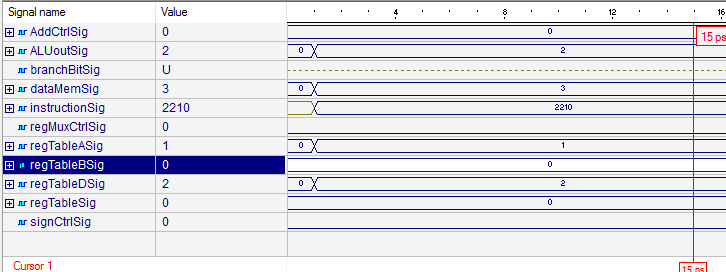 Signal name Value 4 8 12 16
AddCtrlSig 0 0
15 ps
ALUoutSig 2 0 2
branchBitSig U
dataMemSig 3 0 3
instructionSig 2210 2210
regMuxCtrlSig 0
regTableASig 1 0 1
regTableBSig 0 0
regTableDSig 2 0 2
regTableSig 0 0
signCtrlSig 0
Cursor 1 15 ps